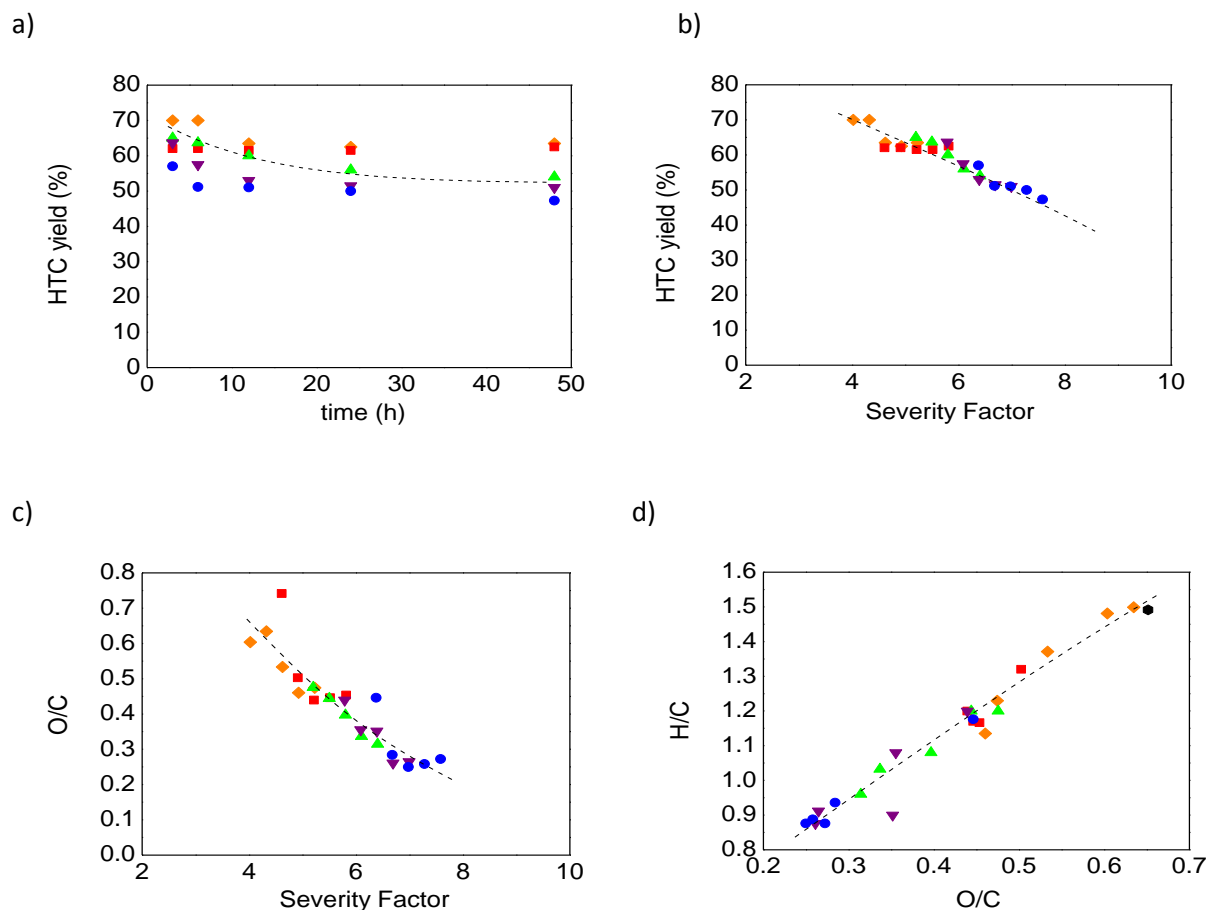 a)
80
70
60
50
40
30
20
10
0
HTC yield (%)
0 10 20 30 40 50
time (h)
b)
80
70
60
50
40
30
20
10
0
HTC yield (%)
2 4 6 8 10
Severity Factor
c)
0.8
0.7
0.6
0.5
0.4
0.3
0.2
0.1
0.0
O/C
2 4 6 8 10
Severity Factor
d)
1.6
1.5
1.4
1.3
1.2
1.1
1.0
0.9
0.8
H/C
0.2 0.3 0.4 0.5 0.6 0.7
O/C